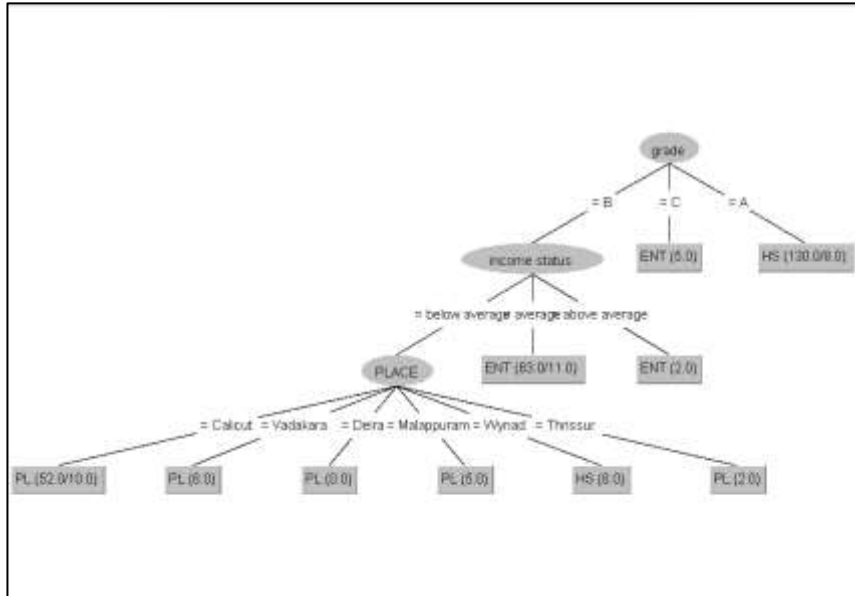 grade
= B
= C
= A
income status
ENT (5.0)
HS (130.0/8.0)
= below average
= average
= above average
PLACE
ENT (63.0/11.0)
ENT (2.0)
= Calicut
= Vadakara
= Deira
= Malappuram
= Wynad
= Thrissur
PL (52.0/10.0)
PL (6.0)
PL (0.0)
PL (5.0)
HS (8.0)
PL (2.0)